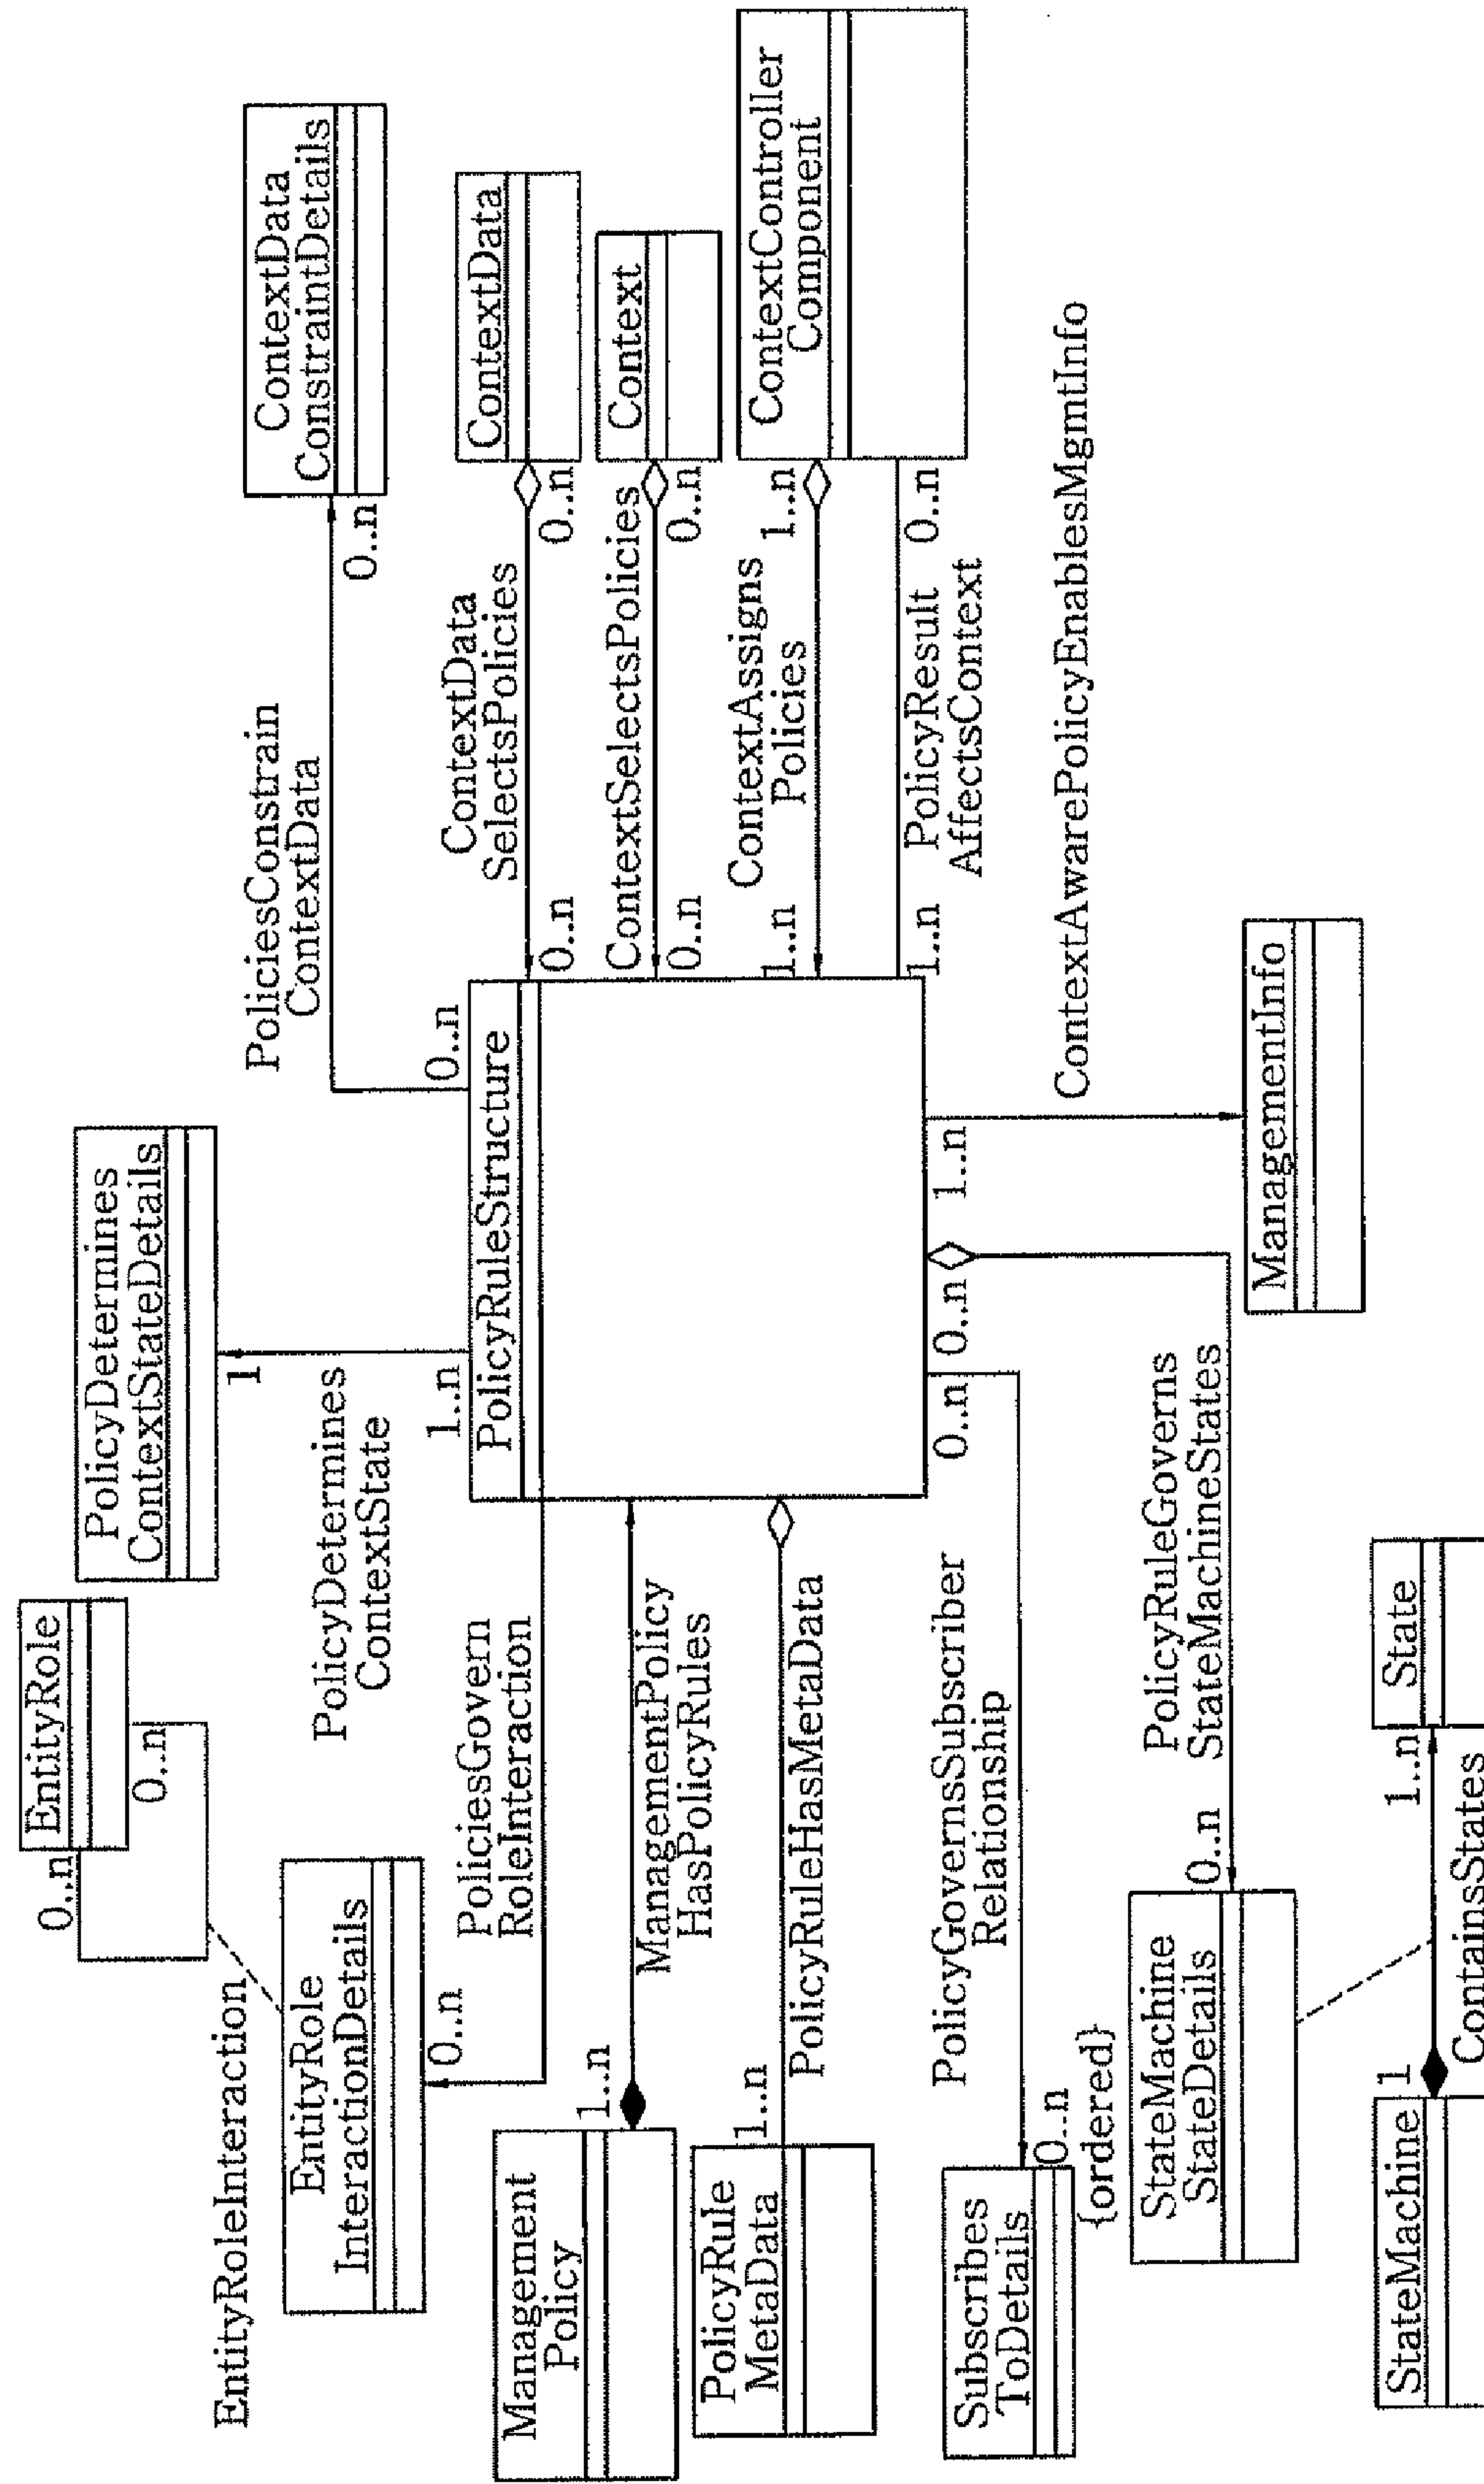 EntityRoleInteraction
0..n
EntityRole
0..n
EntityRole
InteractionDetails
0..n
PolicyDetermines
ContextStateDetails
1
PolicyDetermines
ContextState
1..n
PoliciesConstrain
ContextData
0..n
0..n
ContextData
ConstraintDetails
PoliciesGovern
RoleInteraction
PolicyRuleStructure
ContextData
SelectsPolicies
0..n
0..n
ContextData
ContextSelectsPolicies
0..n
0..n
Context
Management
Policy
1..n
ManagementPolicy
HasPolicyRules
PolicyRule
MetaData
1..n
PolicyRuleHasMetaData
ContextAssigns
Policies
1..n
1..n
ContextController
Component
1..n
PolicyResult
AffectsContext
0..n
Subscribes
ToDetails
0..n
{ordered}
PolicyGovernsSubscriber
Relationship
0..n
0..n
1..n
ContextAwarePolicyEnablesMgmtInfo
StateMachine
StateDetails
0..n
PolicyRuleGoverns
StateMachineStates
ManagementInfo
StateMachine
1
ContainsStates
1..n
State